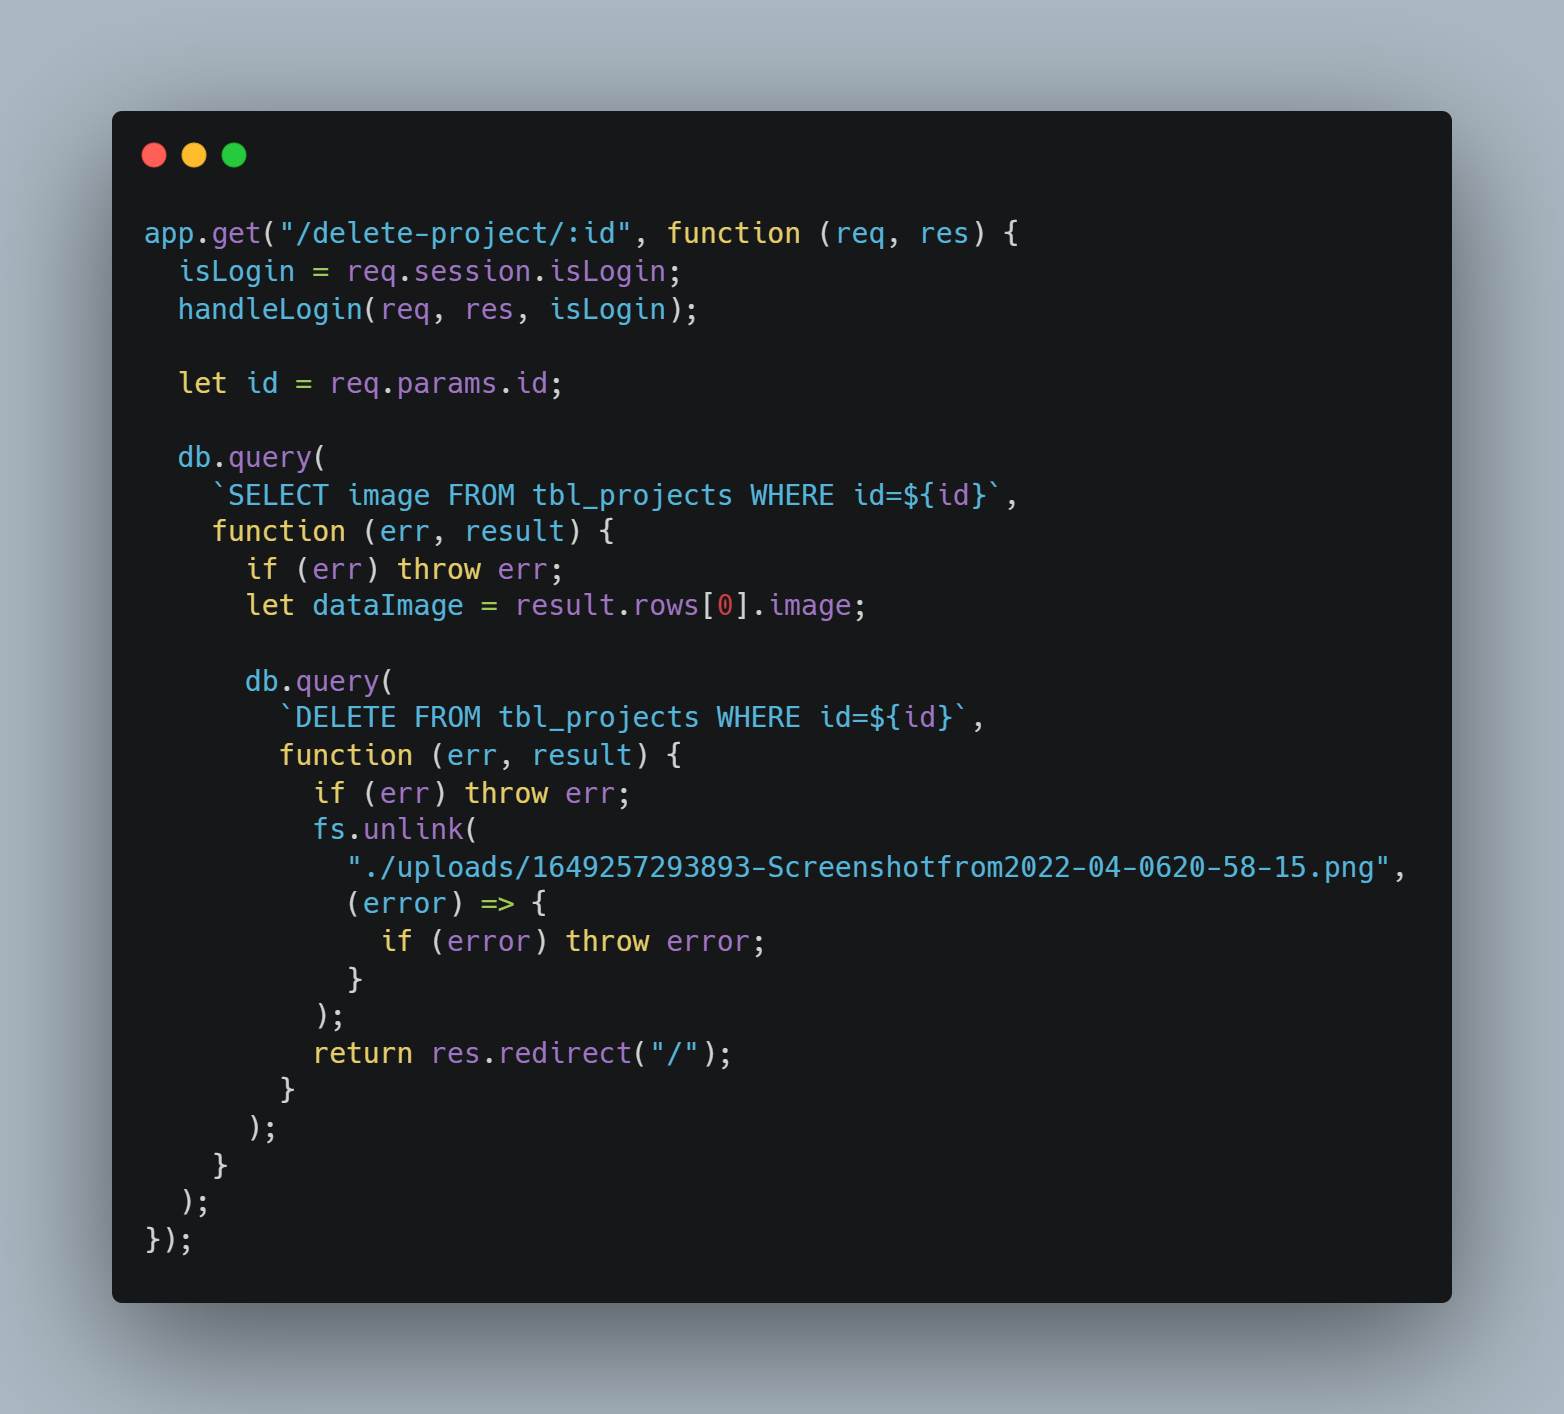 app.get("/delete-project/:id", function (req, res) {
  isLogin = req.session.isLogin;
  handleLogin(req, res, isLogin);

  let id = req.params.id;

  db.query(
    `SELECT image FROM tbl_projects WHERE id=${id}`,
    function (err, result) {
      if (err) throw err;
      let dataImage = result.rows[0].image;

      db.query(
        `DELETE FROM tbl_projects WHERE id=${id}`,
        function (err, result) {
          if (err) throw err;
          fs.unlink(
            "./uploads/1649257293893-Screenshotfrom2022-04-0620-58-15.png",
            (error) => {
              if (error) throw error;
            }
          );
          return res.redirect("/");
        }
      );
    }
  );
});